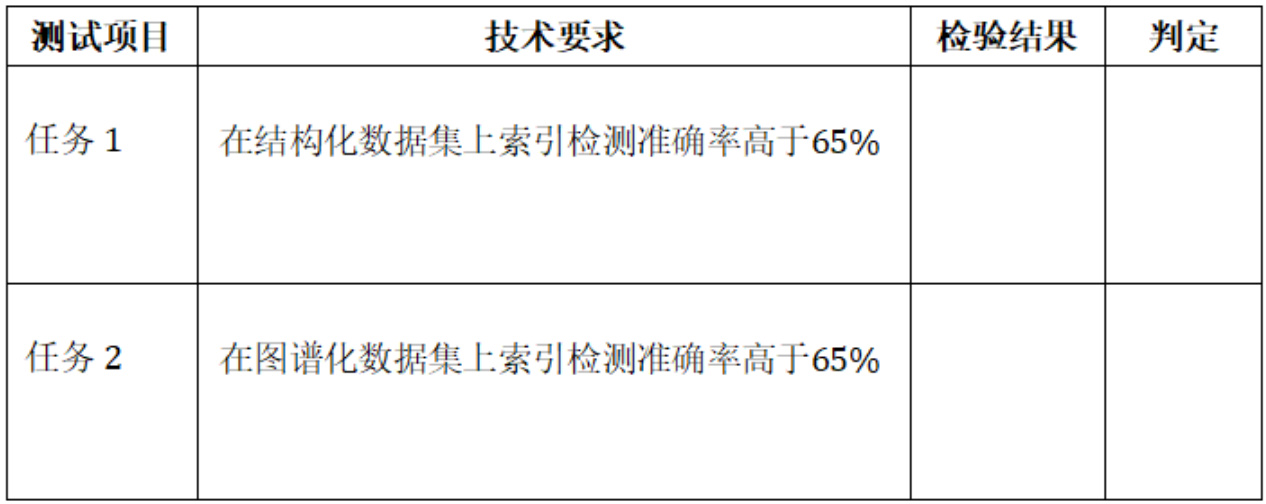 测试项目 技术要求 检验结果 判定
任务 1 在结构化数据集上索引检测准确率高于65%
任务 2 在图谱化数据集上索引检测准确率高于65%